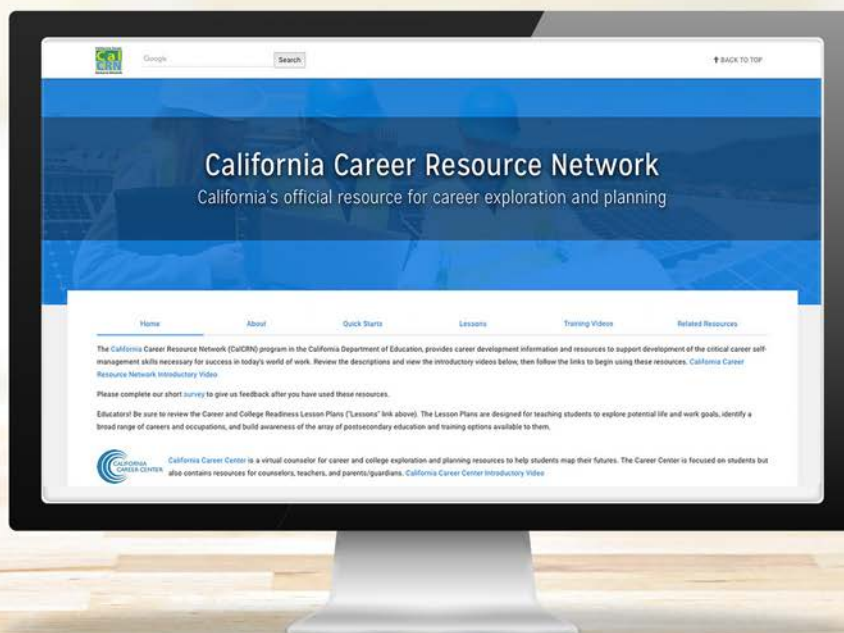 Cal
CRN
Google
Search
BACK TO TOP
California Career Resource Network
California's official resource for career exploration and planning
Home
About
Quick Starts
Lessons
Training Videos
Related Resources
The California Career Resource Network (CalCRN) program in the California Department of Education, provides career development information and resources to support development of the critical career self-
management skills necessary for success in today's world of work. Review the descriptions and view the introductory videos below, then follow the links to begin using these resources. California Career
Resource Network Introductory Video
Please complete our short survey to give us feedback after you have used these resources.
Educators! Be sure to review the Career and College Readiness Lesson Plans ("Lessons" link above). The Lesson Plans are designed for teaching students to explore potential life and work goals, identify a
broad range of careers and occupations, and build awareness of the array of postsecondary education and training options available to them.
CALIFORNIA
CAREER CENTER
California Career Center is a virtual counselor for career and college exploration and planning resources to help students map their futures. The Career Center is focused on students but
also contains resources for counselors, teachers, and parents/guardians. California Career Center Introductory Video